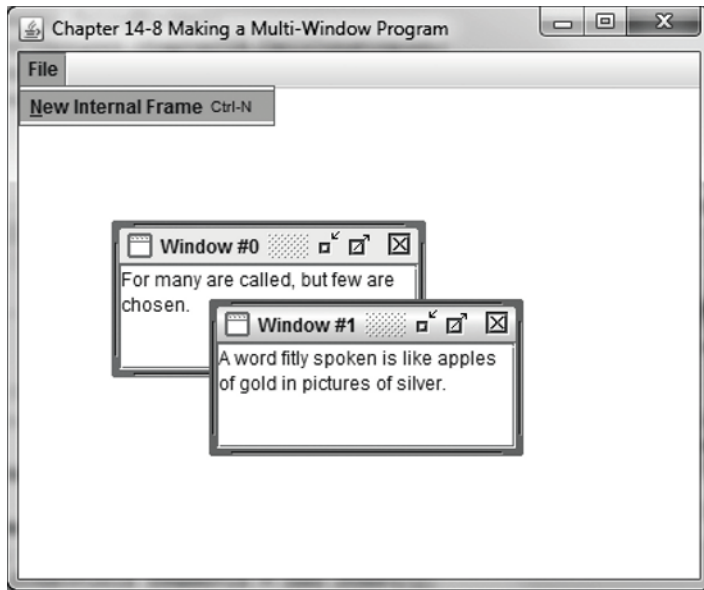 Chapter 14-8 Making a Multi-Window Program
File
New Internal Frame Ctrl-N
Window #0
For many are called, but few are
chosen.
Window #1
A word fitly spoken is like apples
of gold in pictures of silver.